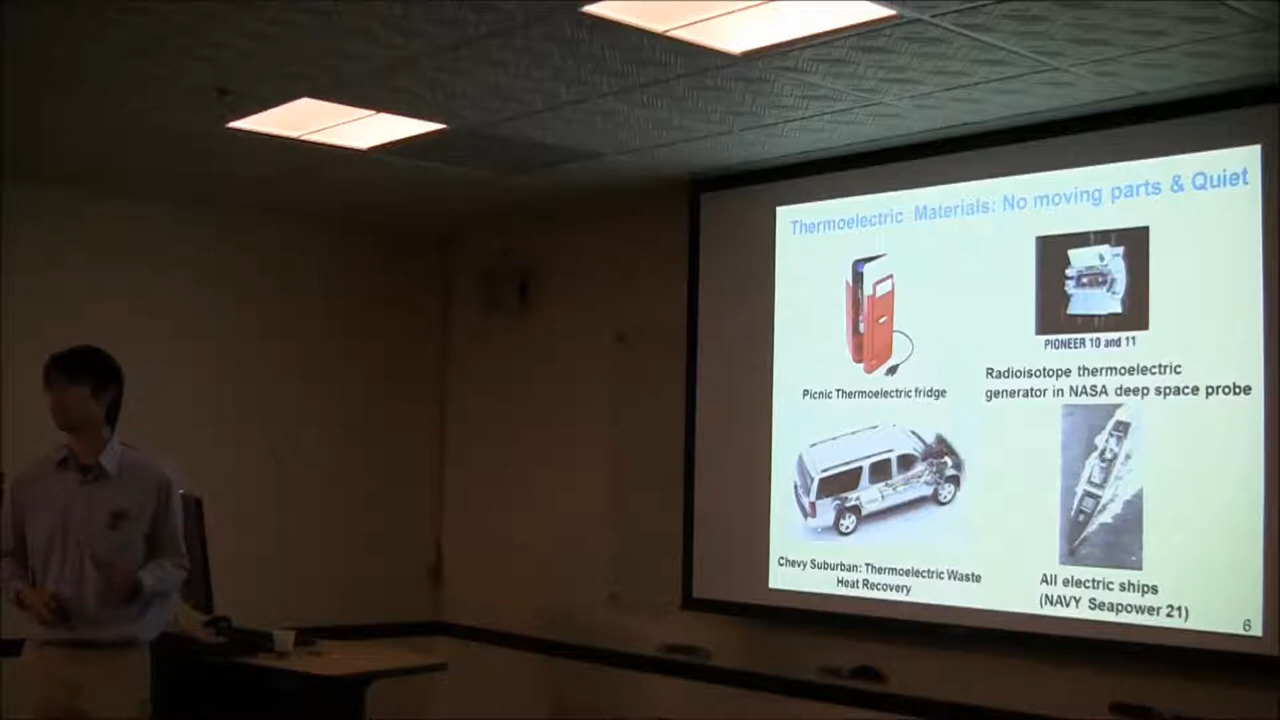 Thermoelectric Materials: No moving parts & Quiet
PIONEER 10 and 11
Picnic Thermoelectric fridge
Radioisotope thermoelectric
generator in NASA deep space probe
Chevy Suburban: Thermoelectric Waste
Heat Recovery
All electric ships
(NAVY Seapower 21)
6